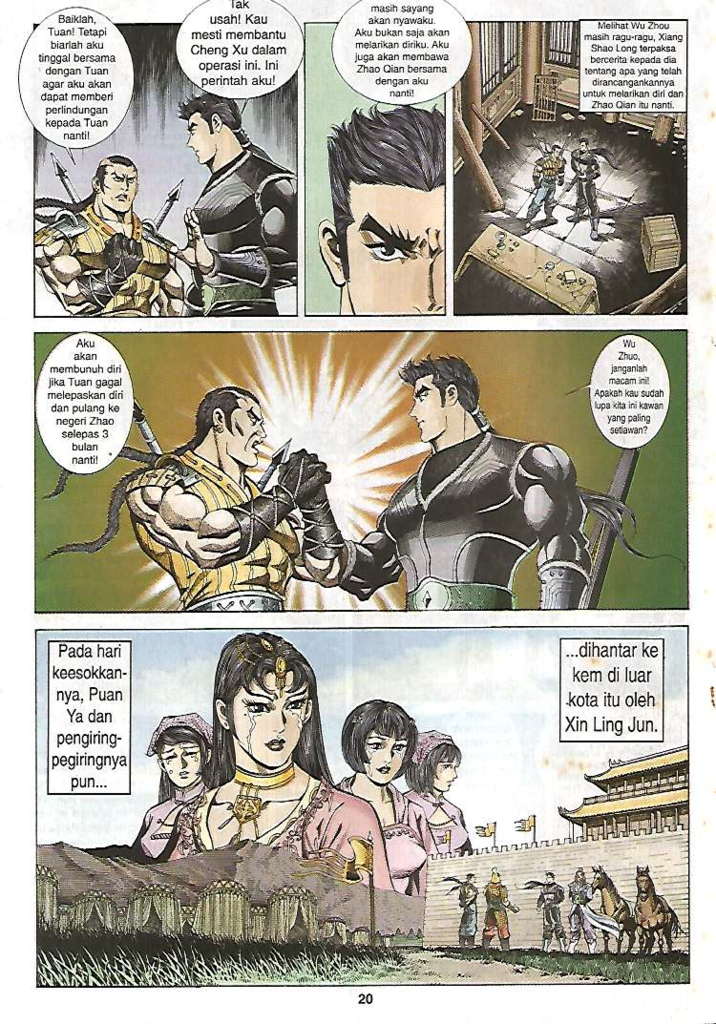 Baiklah,
Tuan! Tetapi
biarlah aku
tinggal bersama
dengan Tuan
agar aku akan
dapat memberi
perlindungan
kepada Tuan
nanti!
Tak
usah! Kau
mesti membantu
Cheng Xu dalam
operasi ini. Ini
perintah aku!
masih sayang
akan nyawaku.
Aku bukan saja akan
melarikan diriku. Aku
juga akan membawa
Zhao Qian bersama
aku
nanti!
Melihat Wu Zhou
masih ragu-ragu, Xiang
Shao Long terpaksa
bercerita kepada dia
tentang apa yang telah
dirancangkannya
untuk melarikan diri dan
Zhao Qian itu nanti.
Aku
akan
membunuh diri
jika Tuan gagal
melepaskan diri
dan pulang ke
negeri Zhao
selepas 3
bulan
nanti!
Wu
Zhuo,
janganlah
macam ini!
Apakah kau sudah
lupa kita ini kawan
yang paling
setiawan?
Pada hari
keesokkan-
nya, Puan
Ya dan
pengiring-
pegiringnya
pun...
...dihantar ke
kem di luar
kota itu oleh
Xin Ling Jun.
20